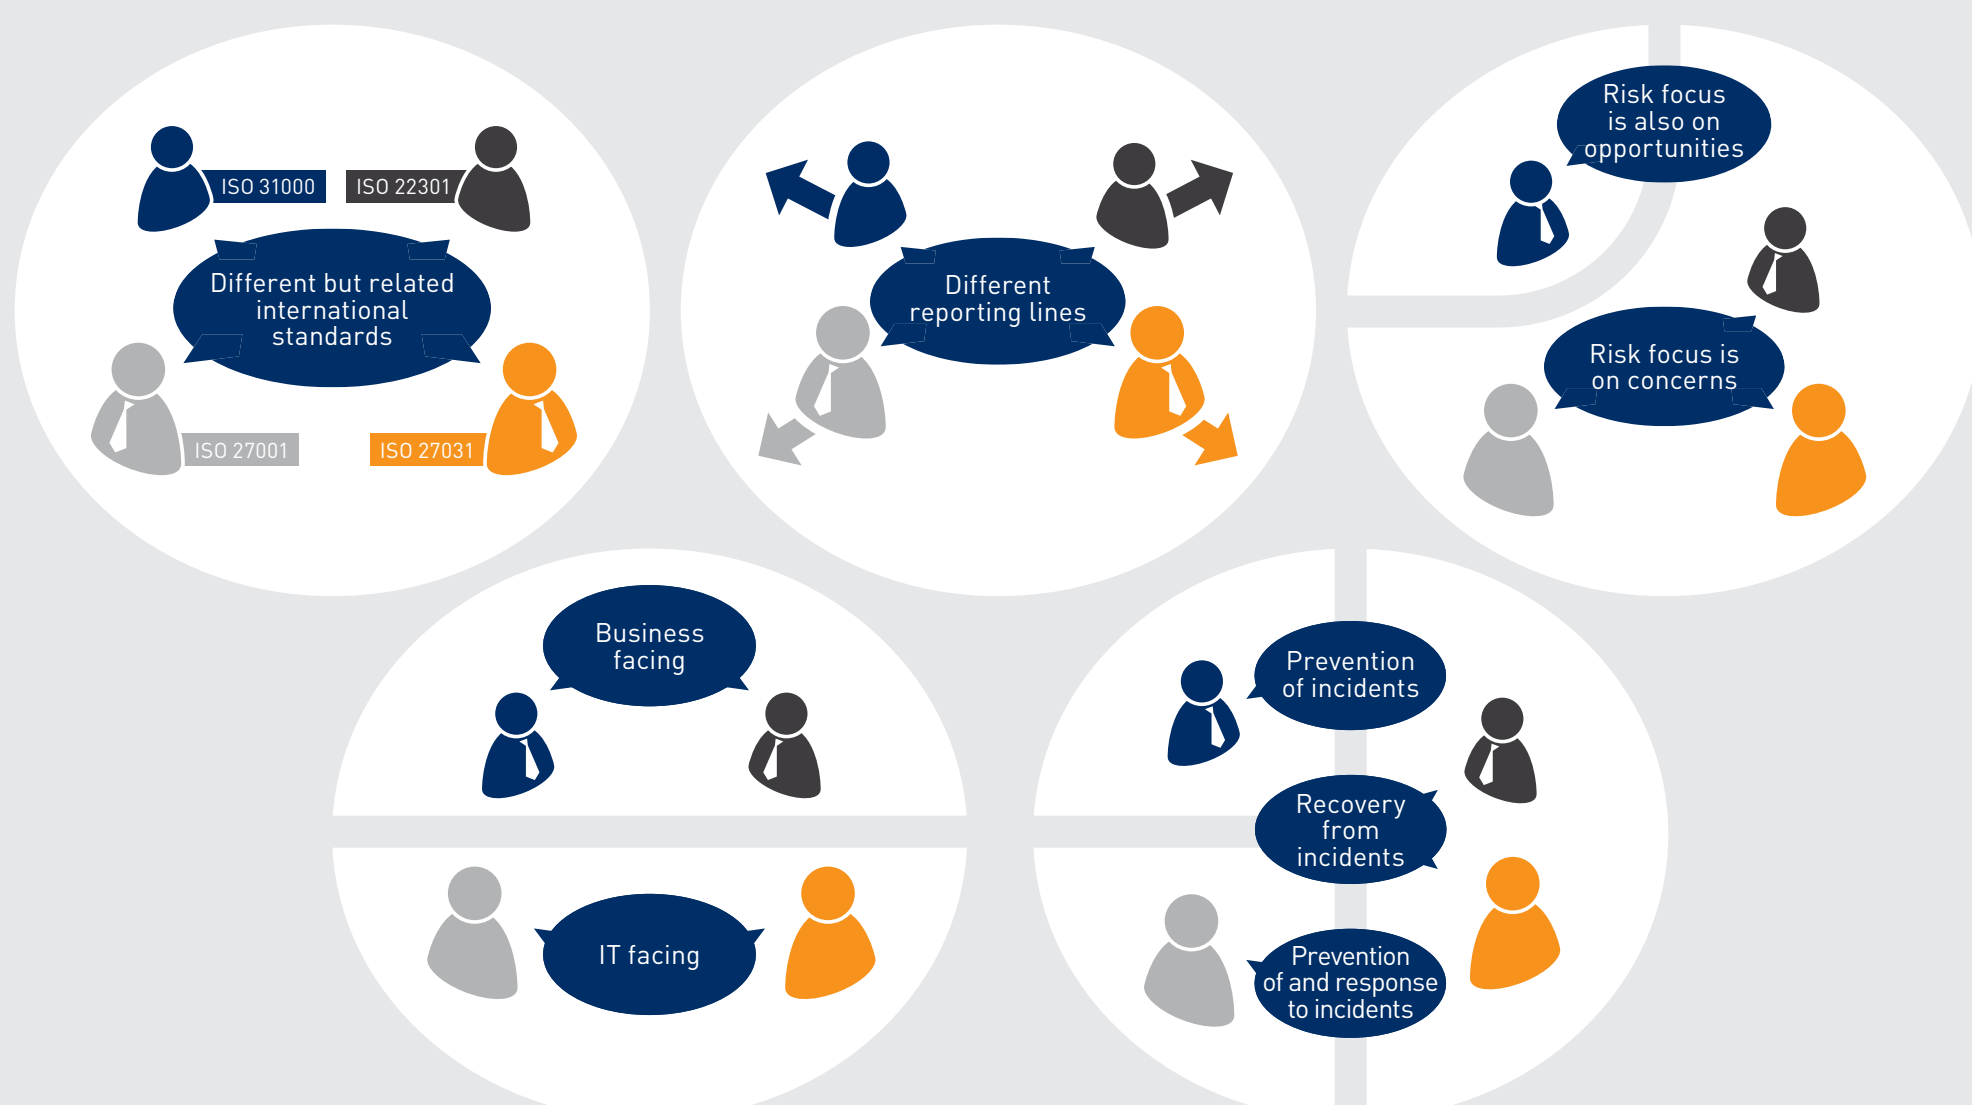 ISO 31000
ISO 22301
Different but related
international
standards
ISO 27001
ISO 27031
Different
reporting lines
Risk focus
is also on
opportunities
Risk focus is
on concerns
Business
facing
IT facing
Prevention
of incidents
Recovery
from
incidents
Prevention
of and response
to incidents